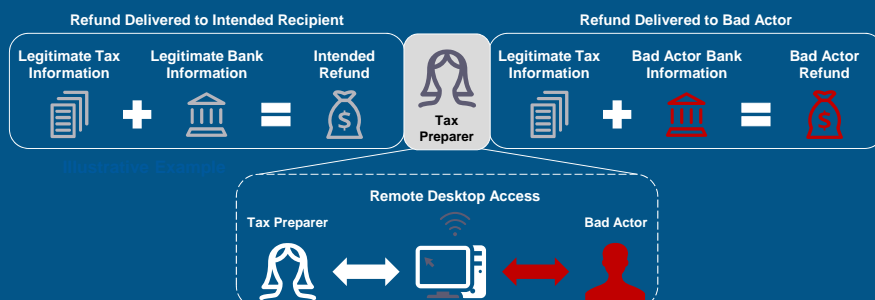 Refund Delivered to Intended Recipient
Refund Delivered to Bad Actor
Legitimate Tax
Information
Legitimate Bank
Information
Intended
Refund
Tax
Preparer
Legitimate Tax
Information
Bad Actor Bank
Information
Bad Actor
Refund
$
$
Illustrative Example
Remote Desktop Access
Tax Preparer
Bad Actor